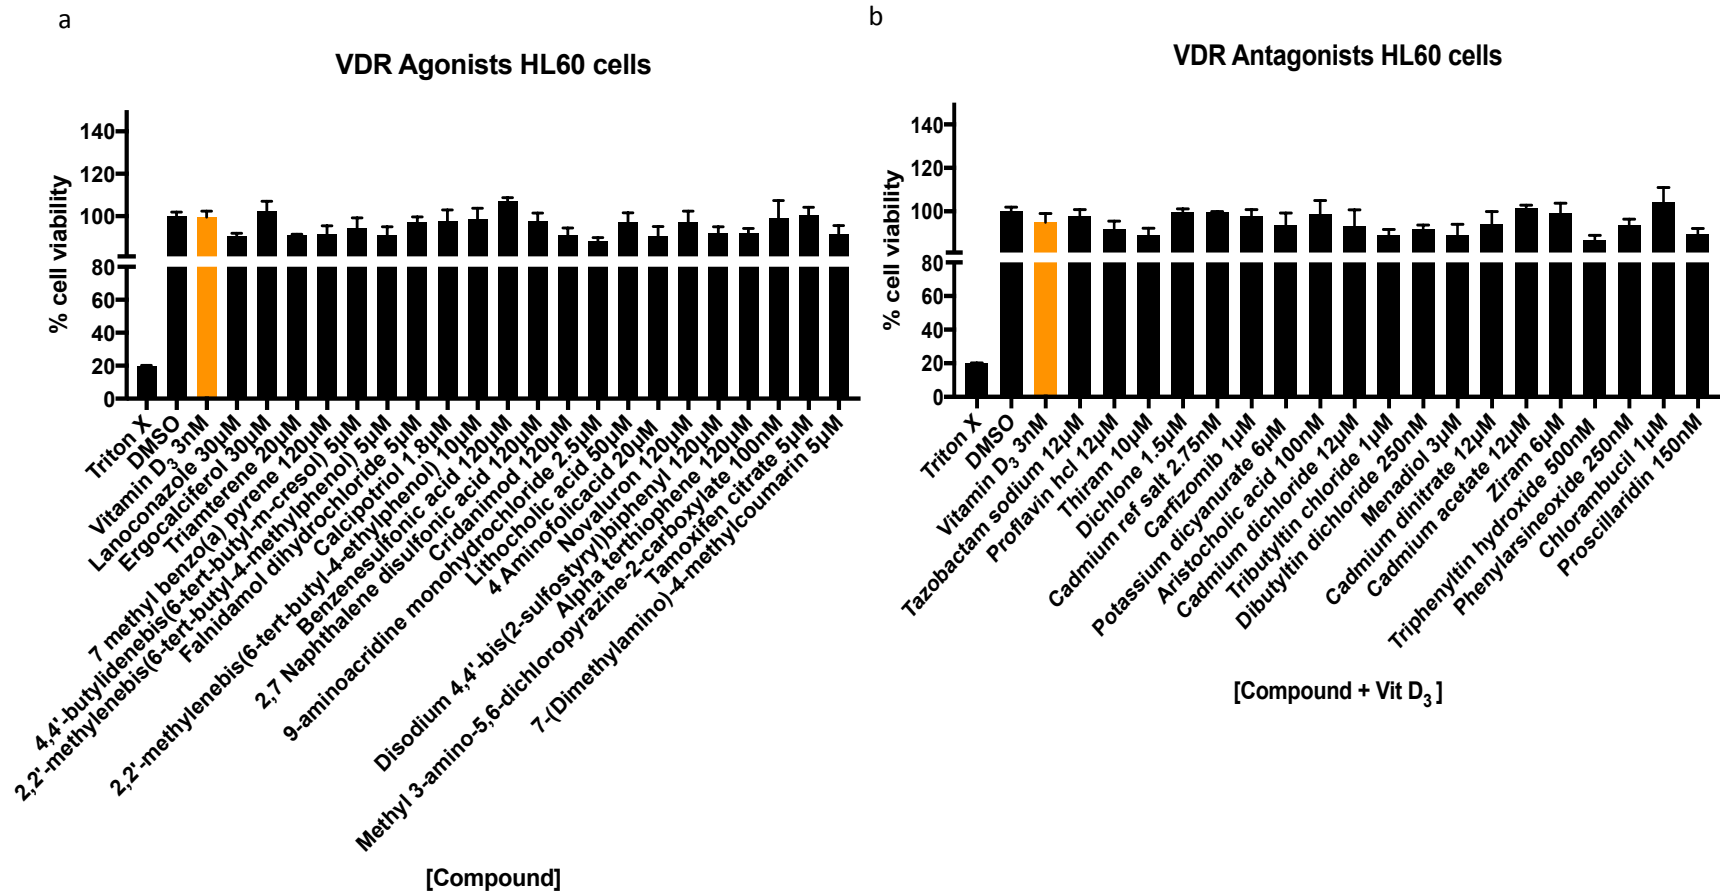 a
VDR Agonists HL60 cells
% cell viability
140
120
100
80
60
40
20
0
Triton X
DMSO
Vitamin D3 3nM
Lanoconazole 30µM
Ergocalciferol 30µM
Triamterene 20µM
7 methyl benzo(a) pyrene 120µM
4,4'-butylidenebis(6-tert-butyl-m-cresol) 5µM
2,2'-methylenebis(6-tert-butyl-4-methylphenol) 5µM
Falnidamol dihydrochloride 5µM
Calcipotriol 1.8µM
2,2'-methylenebis(6-tert-butyl-4-ethylphenol) 10µM
Benzenesulfonic acid 120µM
2,7 Naphthalene disulfonic acid 120µM
Cridanimod 120µM
9-aminoacridine monohydrochloride 2.5µM
Lithocholic acid 50µM
4 Aminofolicacid 20µM
Novaluron 120µM
Disodium 4,4'-bis(2-sulfostyryl)biphenyl 120µM
Alpha terthiophene 120µM
Methyl 3-amino-5,6-dichloropyrazine-2-carboxylate 100nM
Tamoxifen citrate 5µM
7-(Dimethylamino)-4-methylcoumarin 5µM
[Compound]
b
VDR Antagonists HL60 cells
% cell viability
140
120
100
80
60
40
20
0
Triton X
DMSO
Vitamin D3 3nM
Tazobactam sodium 12µM
Proflavin hcl 12µM
Thiram 10µM
Dichlone 1.5µM
Cadmium ref salt 2.75nM
Carfizomib 1µM
Potassium dicyanurate 6µM
Aristocholic acid 100nM
Cadmium dichloride 12µM
Tributyltin chloride 1µM
Dibutyltin dichloride 250nM
Menadiol 3µM
Cadmium dinitrate 12µM
Cadmium acetate 12µM
Ziram 6µM
Triphenyltin hydroxide 500nM
Phenylarsineoxide 250nM
Chlorambucil 1µM
Proscillaridin 150nM
[Compound + Vit D3]